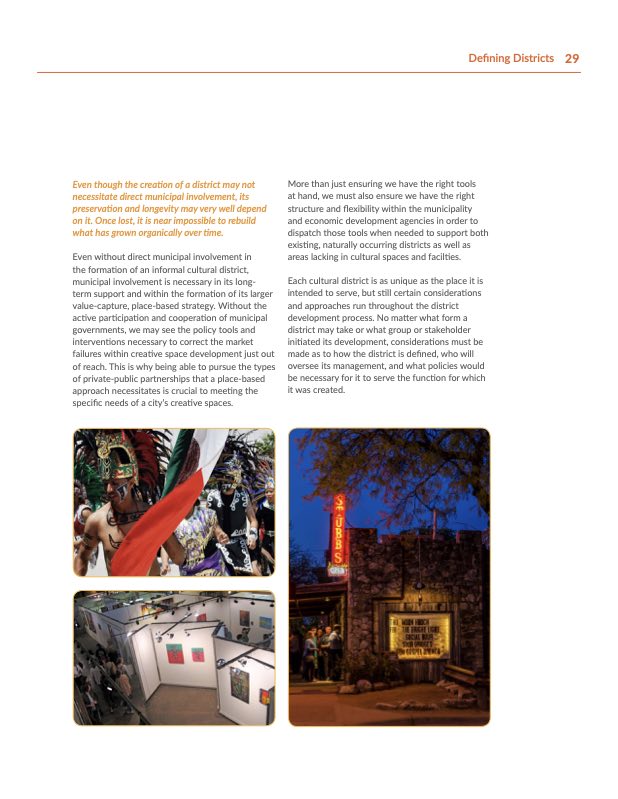 Defining Districts 29
Even though the creation of a district may not
necessitate direct municipal involvement, its
preservation and longevity may very well depend
on it. Once lost, it is near impossible to rebuild
what has grown organically over time.
Even without direct municipal involvement in
the formation of an informal cultural district,
municipal involvement is necessary in its long-
term support and within the formation of its larger
value-capture, place-based strategy. Without the
active participation and cooperation of municipal
governments, we may see the policy tools and
interventions necessary to correct the market
failures within creative space development just out
of reach. This is why being able to pursue the types
of private-public partnerships that a place-based
approach necessitates is crucial to meeting the
specific needs of a city's creative spaces.
More than just ensuring we have the right tools
at hand, we must also ensure we have the right
structure and flexibility within the municipality
and economic development agencies in order to
dispatch those tools when needed to support both
existing, naturally occurring districts as well as
areas lacking in cultural spaces and facilties.
Each cultural district is as unique as the place it is
intended to serve, but still certain considerations
and approaches run throughout the district
development process. No matter what form a
district may take or what group or stakeholder
initiated its development, considerations must be
made as to how the district is defined, who will
oversee its management, and what policies would
be necessary for it to serve the function for which
it was created.
STUBB'S
THE BRIGHT LIGHT
SOCIAL HOUR